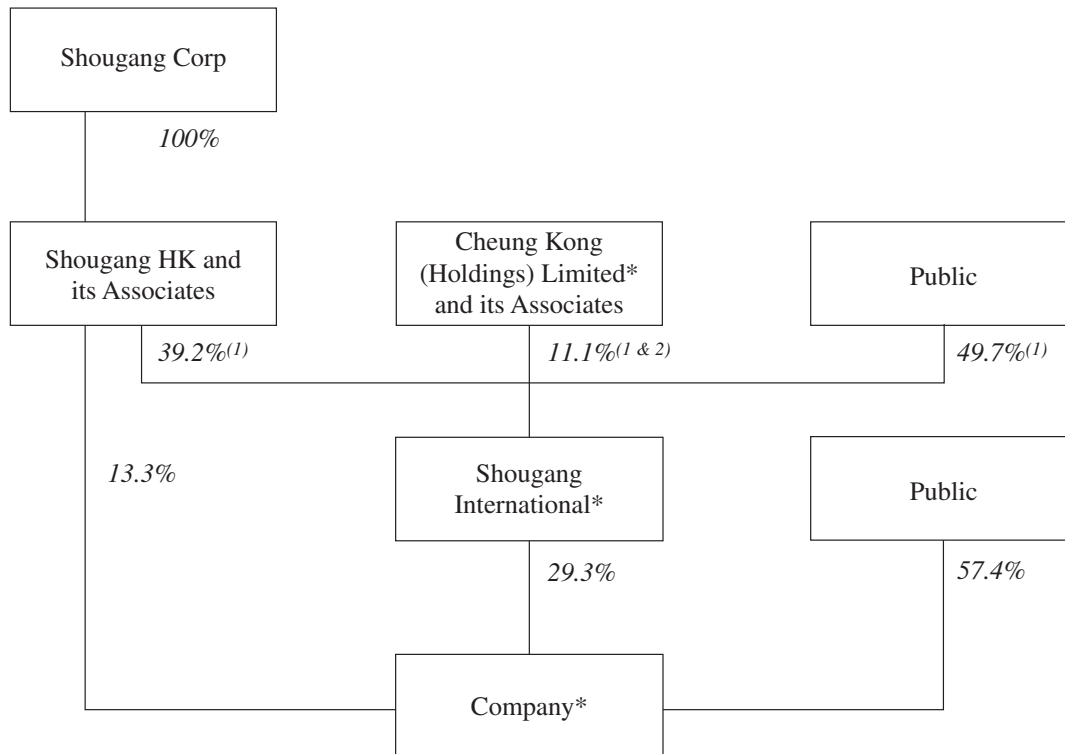 Shougang Corp
100%
Shougang HK and
its Associates
Cheung Kong
(Holdings) Limited*
and its Associates
Public
39.2%(1)
11.1%(1 & 2)
49.7%(1)
13.3%
Shougang
International*
Public
29.3%
57.4%
Company*